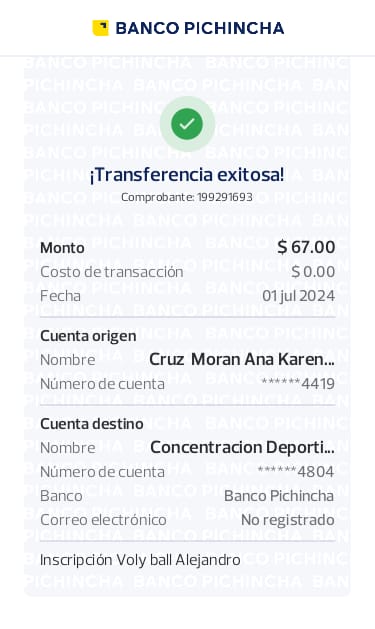 BANCO PICHINCHA
¡Transferencia exitosa!
Comprobante: 199291693
Monto $ 67.00
Costo de transacción $ 0.00
Fecha 01 jul 2024
Cuenta origen
Nombre Cruz Moran Ana Karen...
Número de cuenta ******4419
Cuenta destino
Nombre Concentracion Deporti...
Número de cuenta ******4804
Banco Banco Pichincha
Correo electrónico No registrado
Inscripción Voly ball Alejandro